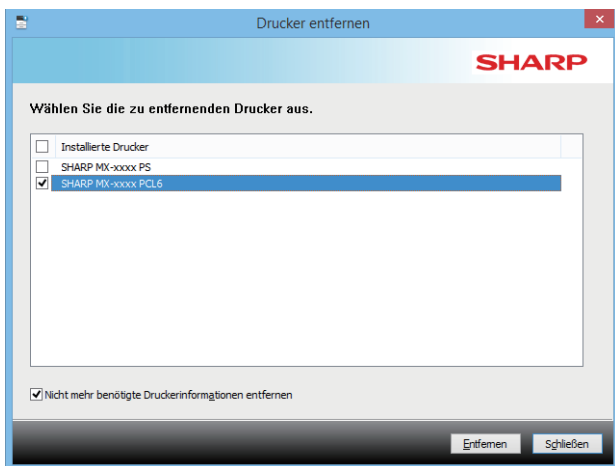 Drucker entfernen
SHARP
Wählen Sie die zu entfernenden Drucker aus.
Installierte Drucker
SHARP MX-xxxx PS
SHARP MX-xxxx PCL6
Nicht mehr benötigte Druckerinformationen entfernen
Entfernen Schließen